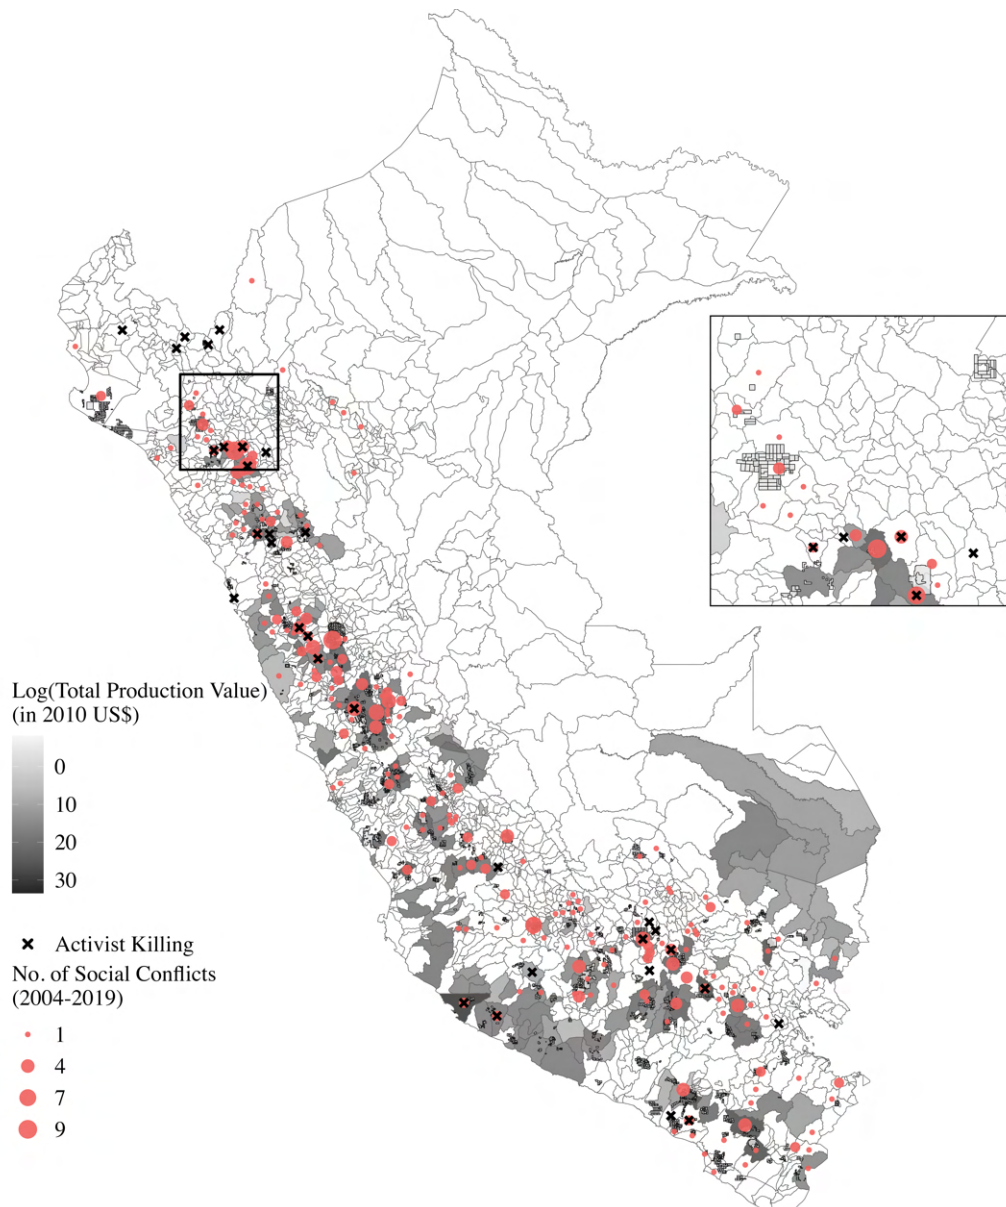 Log(Total Production Value)
(in 2010 US$)
0
10
20
30
Activist Killing
No. of Social Conflicts
(2004-2019)
1
4
7
9